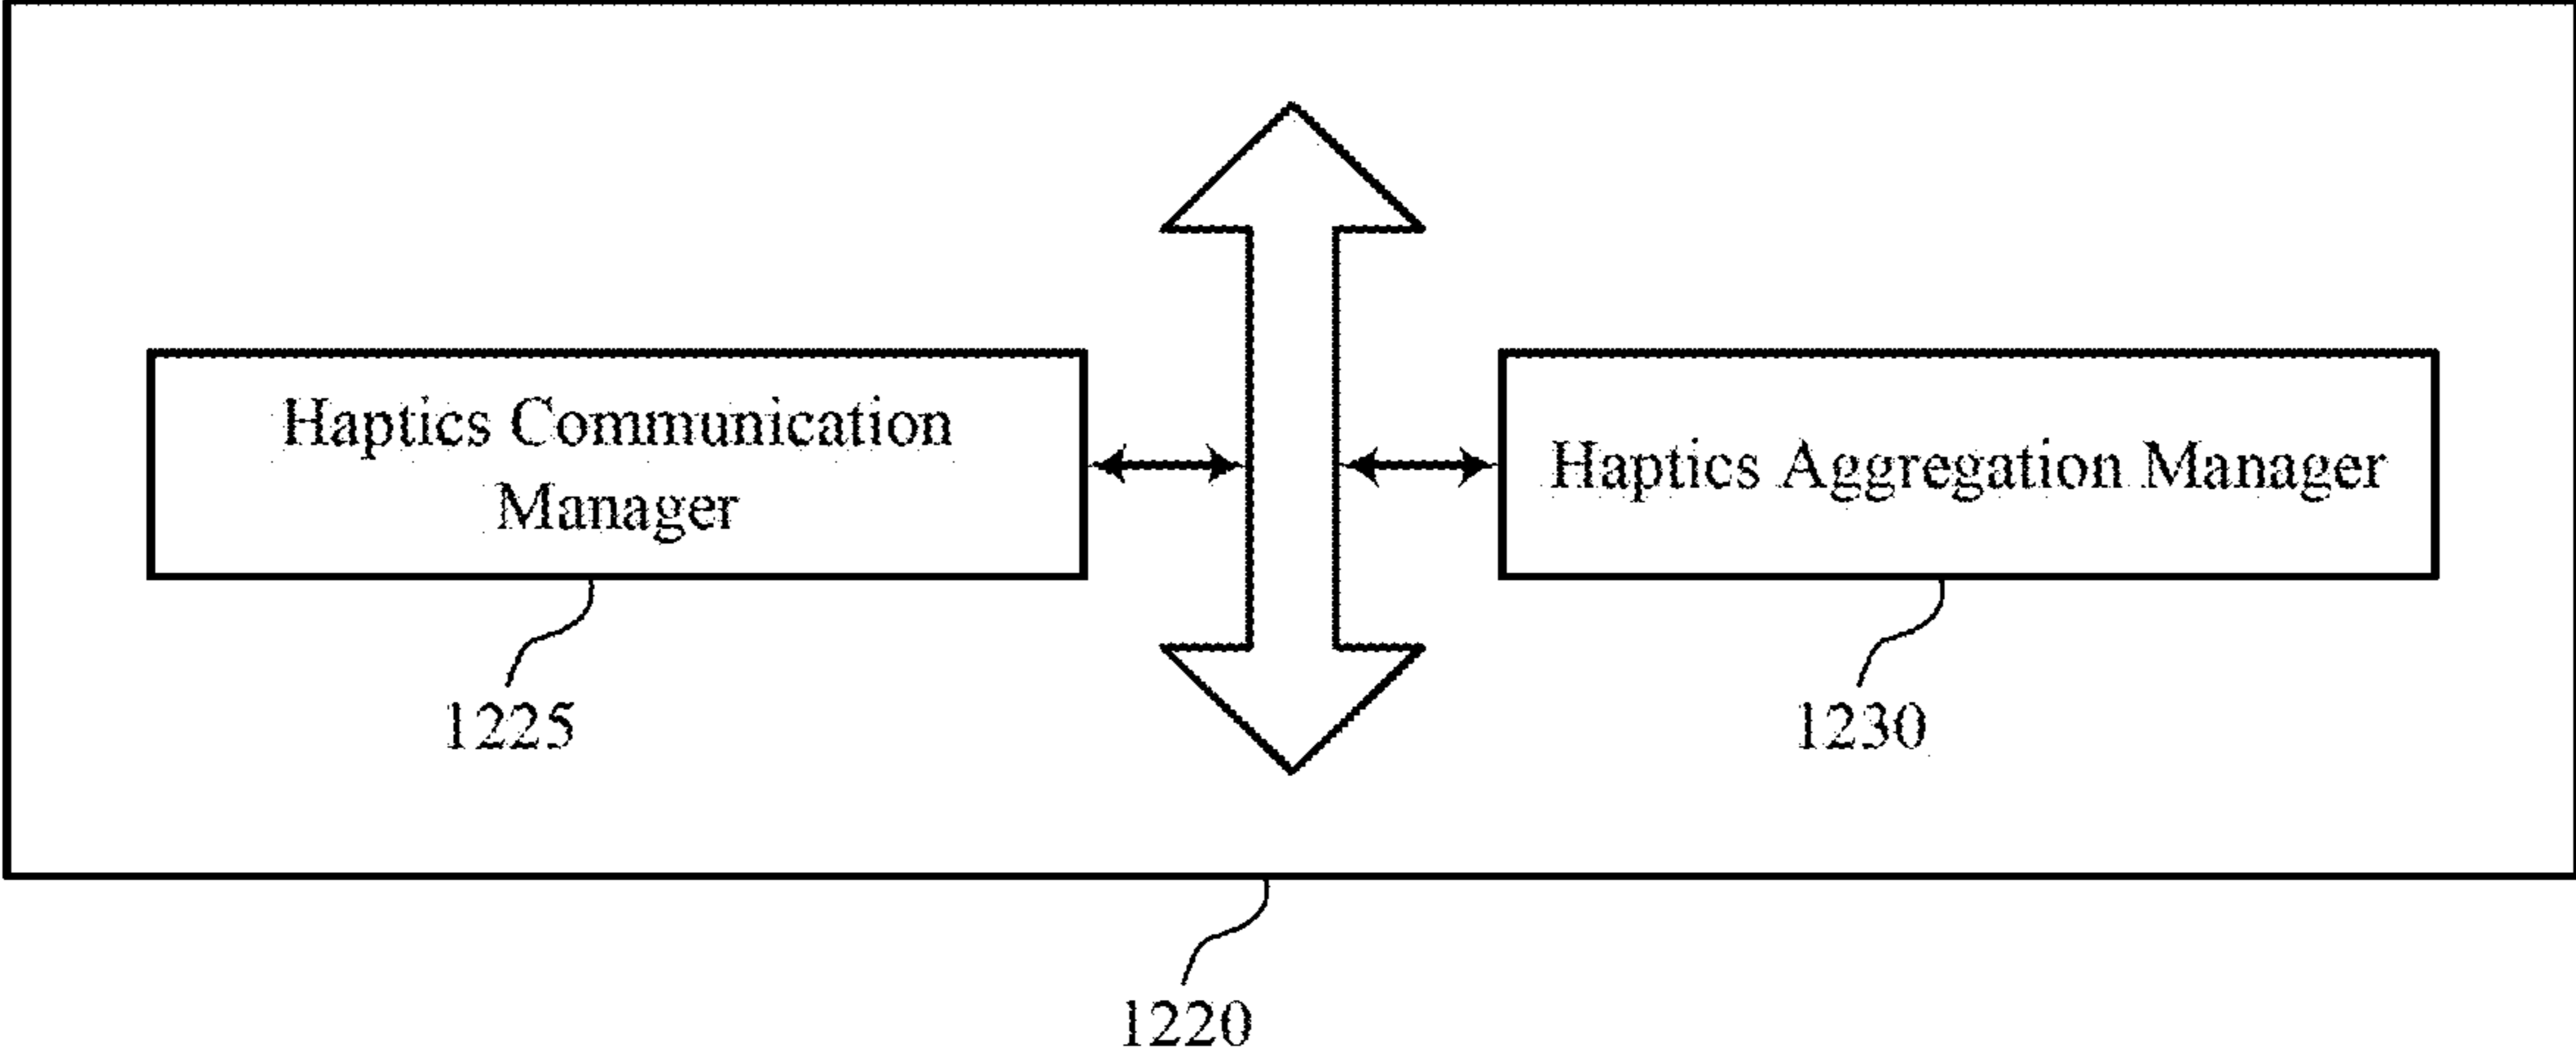 Haptics Communication
Manager
Haptics Aggregation Manager
1225
1230
1220